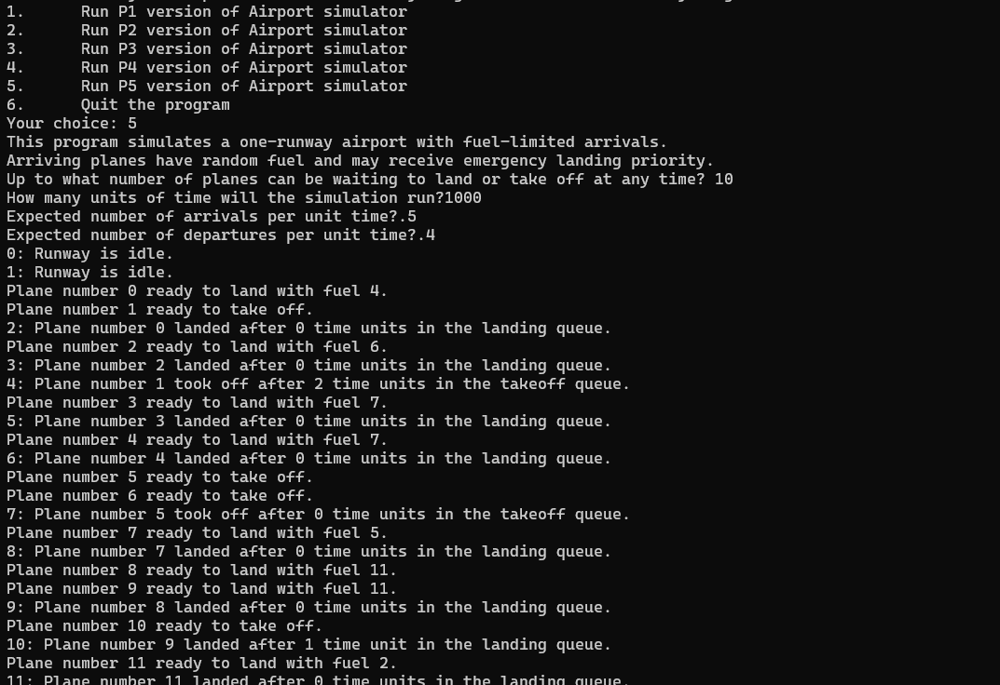 1.      Run P1 version of Airport simulator
2.      Run P2 version of Airport simulator
3.      Run P3 version of Airport simulator
4.      Run P4 version of Airport simulator
5.      Run P5 version of Airport simulator
6.      Quit the program
Your choice: 5
This program simulates a one-runway airport with fuel-limited arrivals.
Arriving planes have random fuel and may receive emergency landing priority.
Up to what number of planes can be waiting to land or take off at any time? 10
How many units of time will the simulation run?1000
Expected number of arrivals per unit time?.5
Expected number of departures per unit time?.4
0: Runway is idle.
1: Runway is idle.
Plane number 0 ready to land with fuel 4.
Plane number 1 ready to take off.
2: Plane number 0 landed after 0 time units in the landing queue.
Plane number 2 ready to land with fuel 6.
3: Plane number 2 landed after 0 time units in the landing queue.
4: Plane number 1 took off after 2 time units in the takeoff queue.
Plane number 3 ready to land with fuel 7.
5: Plane number 3 landed after 0 time units in the landing queue.
Plane number 4 ready to land with fuel 7.
6: Plane number 4 landed after 0 time units in the landing queue.
Plane number 5 ready to take off.
Plane number 6 ready to take off.
7: Plane number 5 took off after 0 time units in the takeoff queue.
Plane number 7 ready to land with fuel 5.
8: Plane number 7 landed after 0 time units in the landing queue.
Plane number 8 ready to land with fuel 11.
Plane number 9 ready to land with fuel 11.
9: Plane number 8 landed after 0 time units in the landing queue.
Plane number 10 ready to take off.
10: Plane number 9 landed after 1 time unit in the landing queue.
Plane number 11 ready to land with fuel 2.
11: Plane number 11 landed after 0 time units in the landing queue.